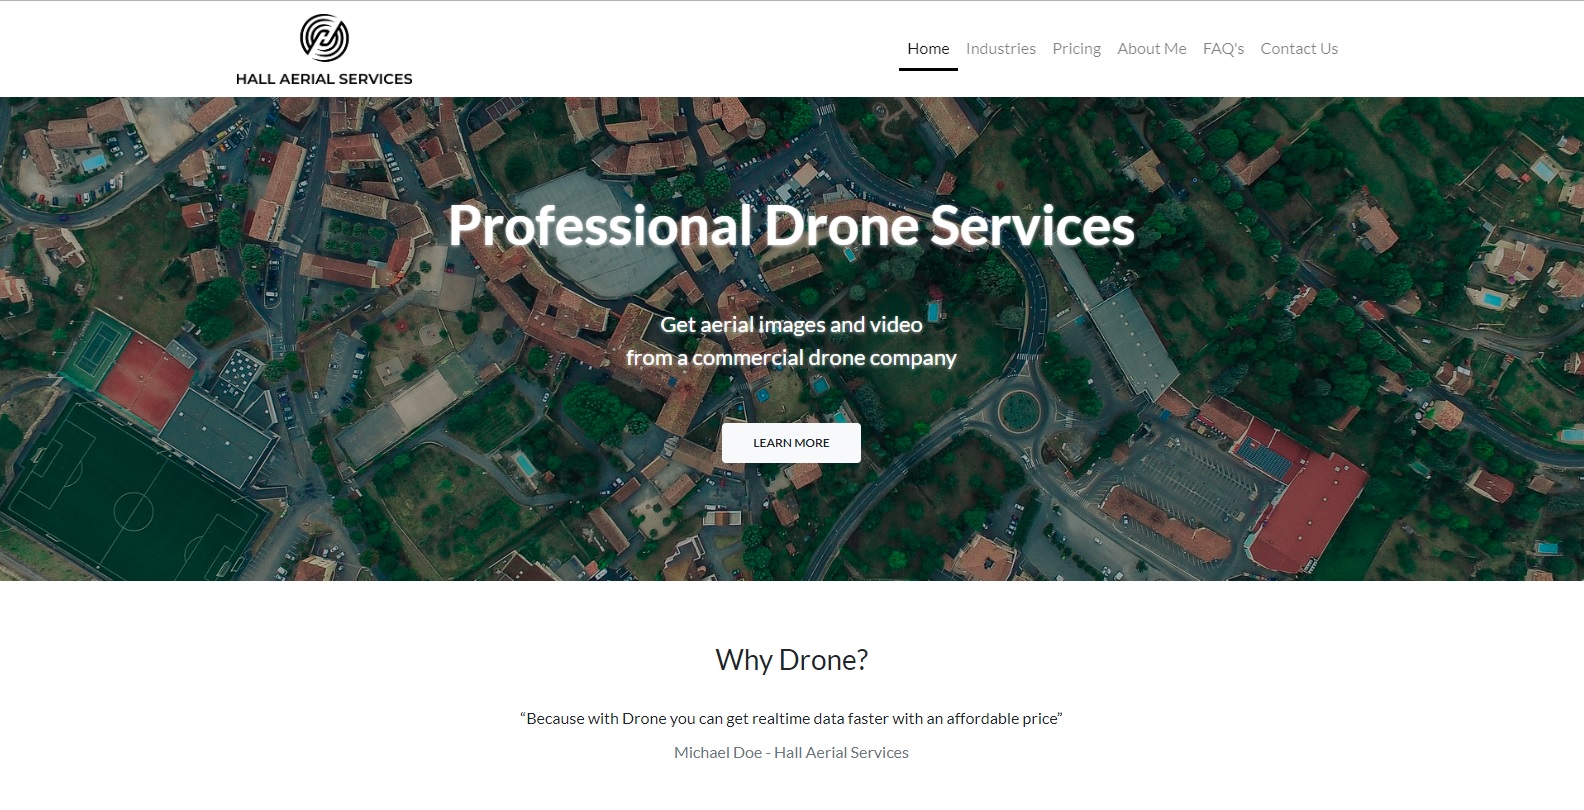 HALL AERIAL SERVICES
Home Industries Pricing About Me FAQ's Contact Us
Professional Drone Services
Get aerial images and video
from a commercial drone company
LEARN MORE
Why Drone?
“Because with Drone you can get realtime data faster with an affordable price”
Michael Doe - Hall Aerial Services